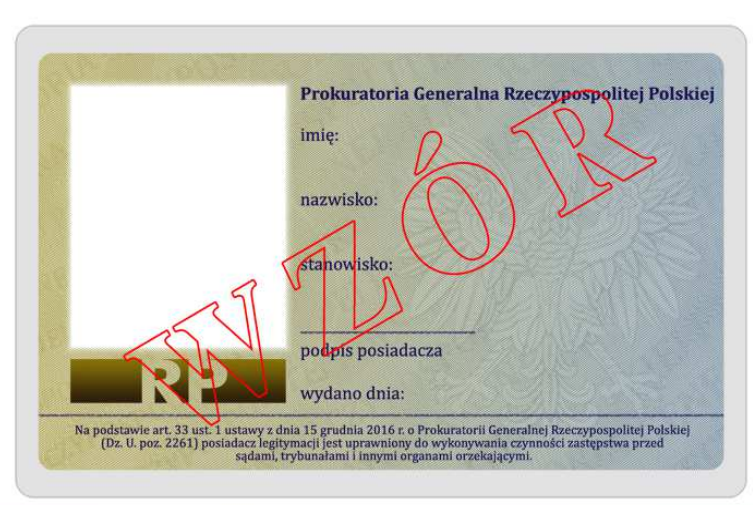 Prokuratoria Generalna Rzeczypospolitej Polskiej
imię:
nazwisko:
stanowisko:
podpis posiadacza
RP
wydano dnia:
Na podstawie art. 33 ust. 1 ustawy z dnia 15 grudnia 2016 r. o Prokuratorii Generalnej Rzeczypospolitej Polskiej
(Dz. U. poz. 2261) posiadacz legitymacji jest uprawniony do wykonywania czynności zastępstwa przed
sądami, trybunałami i innymi organami orzekającymi.
WZÓR